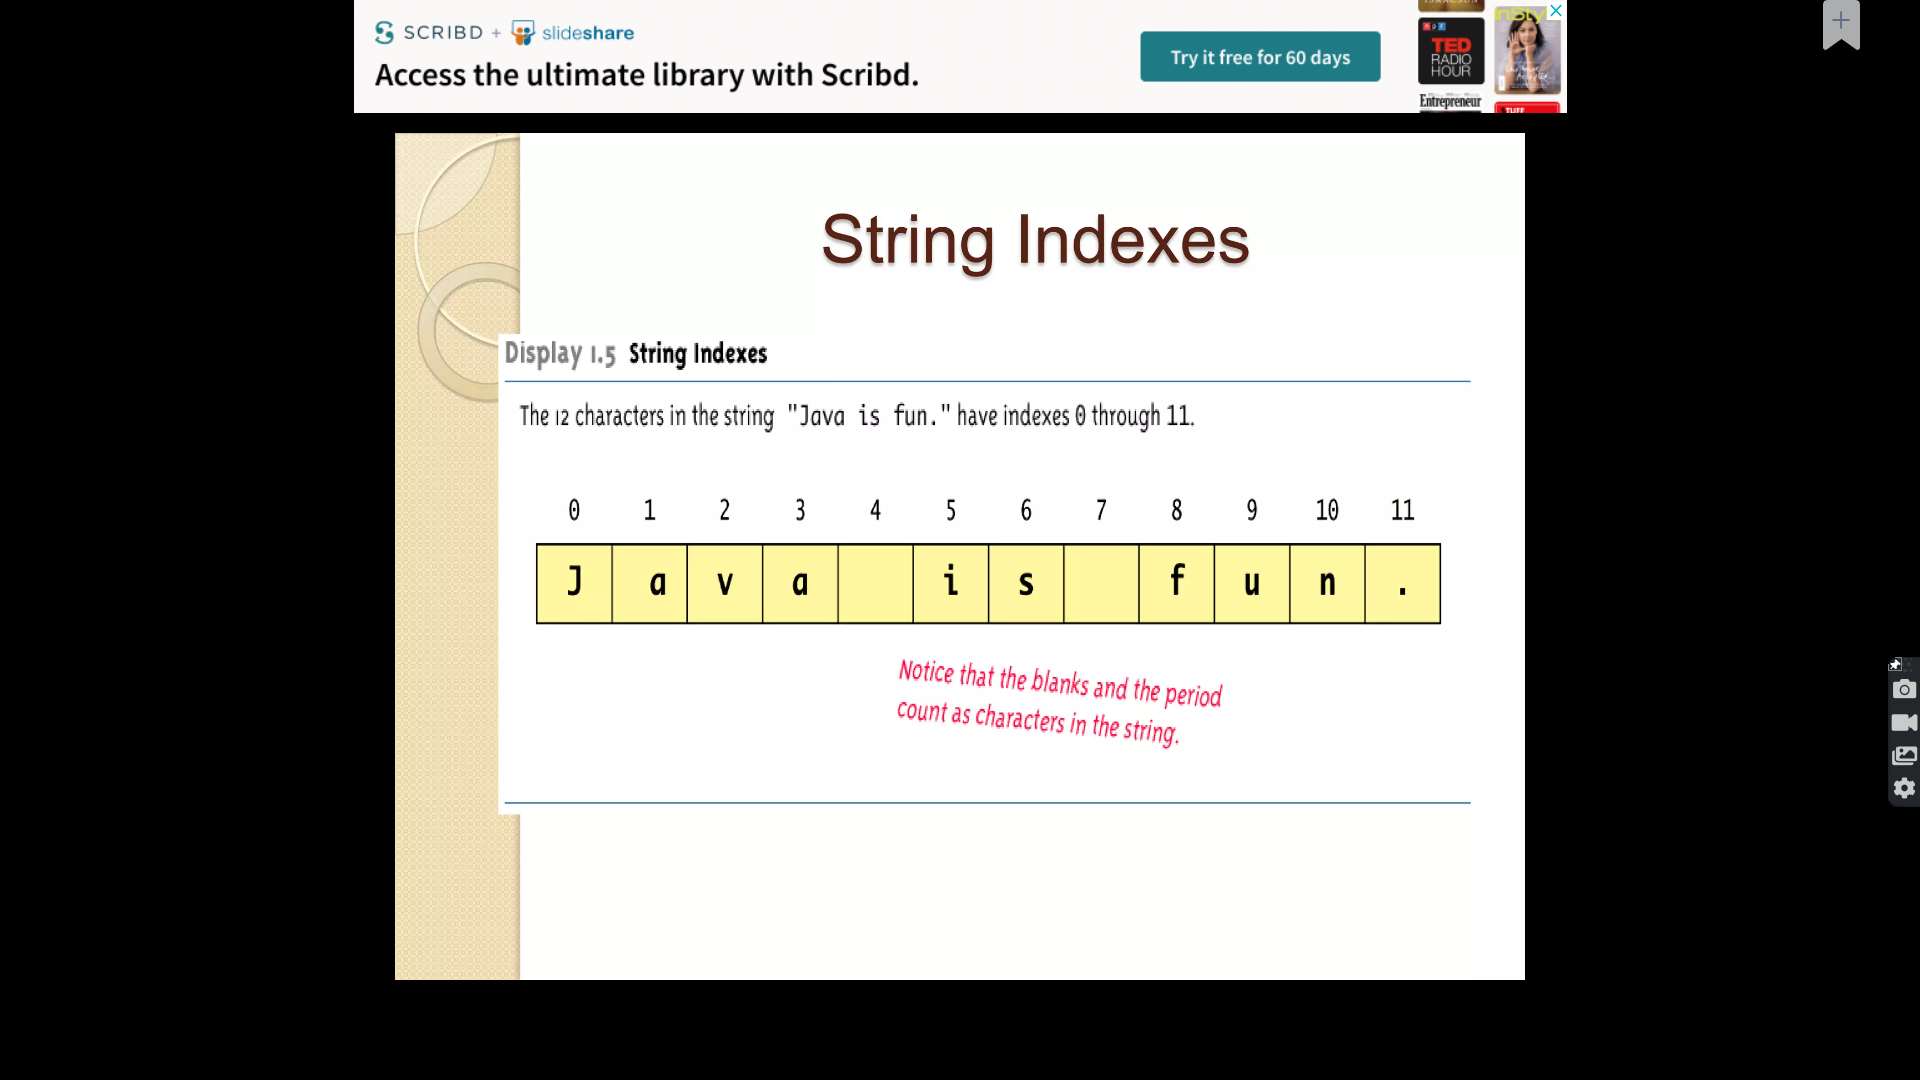 SCRIBD + slideshare
Access the ultimate library with Scribd.
Try it free for 60 days
TED
RADIO
HOUR
InStyl
Entrepreneur
String Indexes
Display 1.5 String Indexes
The 12 characters in the string "Java is fun." have indexes 0 through 11.
0 1 2 3 4 5 6 7 8 9 10 11
J a v a i s f u n .
Notice that the blanks and the period
count as characters in the string.